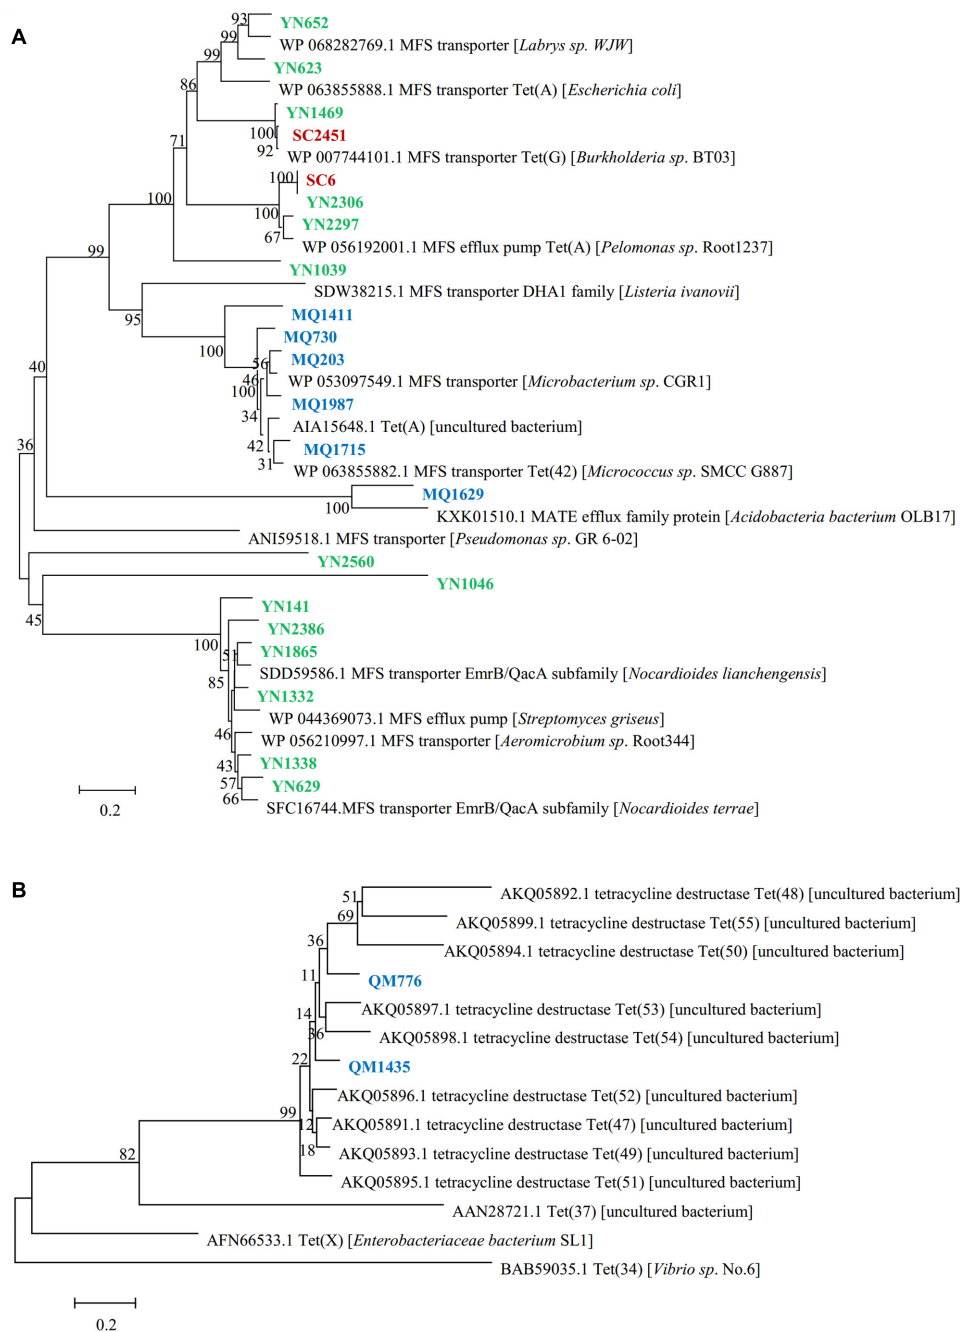 A
93
YN652
99
WP 068282769.1 MFS transporter [Labrys sp. WJW]
99
YN623
86
WP 063855888.1 MFS transporter Tet(A) [Escherichia coli]
YN1469
100
SC2451
71
92
WP 007744101.1 MFS transporter Tet(G) [Burkholderia sp. BT03]
100
SC6
100
YN2306
100
YN2297
67
WP 056192001.1 MFS efflux pump Tet(A) [Pelomonas sp. Root1237]
99
YN1039
SDW38215.1 MFS transporter DHA1 family [Listeria ivanovii]
95
MQ1411
100
MQ730
56
MQ203
40
46
WP 053097549.1 MFS transporter [Microbacterium sp. CGR1]
100
MQ1987
34
AIA15648.1 Tet(A) [uncultured bacterium]
36
42
MQ1715
31
WP 063855882.1 MFS transporter Tet(42) [Micrococcus sp. SMCC G887]
MQ1629
100
KXK01510.1 MATE efflux family protein [Acidobacteria bacterium OLB17]
ANI59518.1 MFS transporter [Pseudomonas sp. GR 6-02]
YN2560
YN1046
YN141
45
YN2386
100
51
YN1865
SDD59586.1 MFS transporter EmrB/QacA subfamily [Nocardioides lianchengensis]
85
YN1332
WP 044369073.1 MFS efflux pump [Streptomyces griseus]
46
WP 056210997.1 MFS transporter [Aeromicrobium sp. Root344]
43
YN1338
57
YN629
66
SFC16744.MFS transporter EmrB/QacA subfamily [Nocardioides terrae]
0.2
B
51
AKQ05892.1 tetracycline destructase Tet(48) [uncultured bacterium]
69
AKQ05899.1 tetracycline destructase Tet(55) [uncultured bacterium]
36
AKQ05894.1 tetracycline destructase Tet(50) [uncultured bacterium]
11
QM776
14
AKQ05897.1 tetracycline destructase Tet(53) [uncultured bacterium]
36
AKQ05898.1 tetracycline destructase Tet(54) [uncultured bacterium]
22
QM1435
AKQ05896.1 tetracycline destructase Tet(52) [uncultured bacterium]
99
12
AKQ05891.1 tetracycline destructase Tet(47) [uncultured bacterium]
18
AKQ05893.1 tetracycline destructase Tet(49) [uncultured bacterium]
82
AKQ05895.1 tetracycline destructase Tet(51) [uncultured bacterium]
AAN28721.1 Tet(37) [uncultured bacterium]
AFN66533.1 Tet(X) [Enterobacteriaceae bacterium SL1]
BAB59035.1 Tet(34) [Vibrio sp. No.6]
0.2